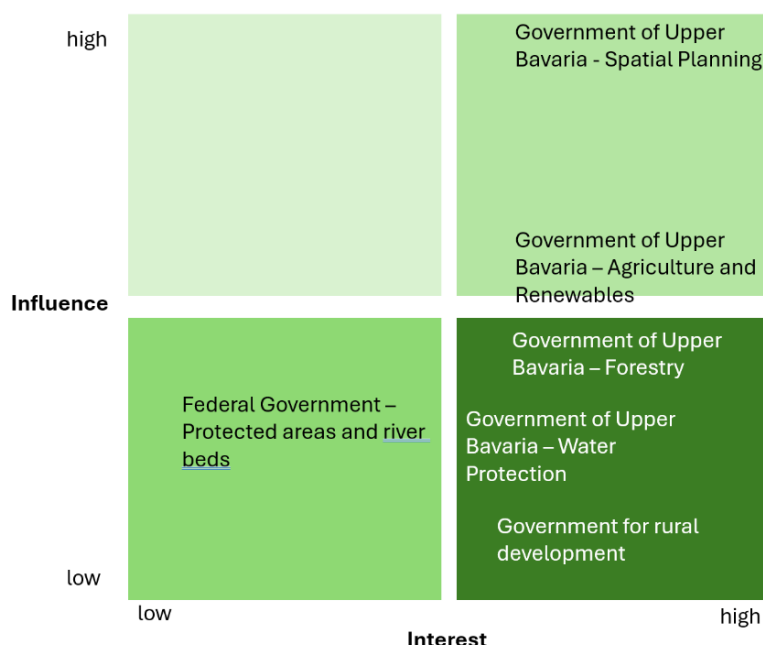 high
Government of Upper
Bavaria - Spatial Planning
Government of Upper
Bavaria – Agriculture and
Renewables
Influence
Government of Upper
Bavaria – Forestry
Federal Government –
Protected areas and river
beds
Government of Upper
Bavaria – Water
Protection
Government for rural
development
low
low
high
Interest